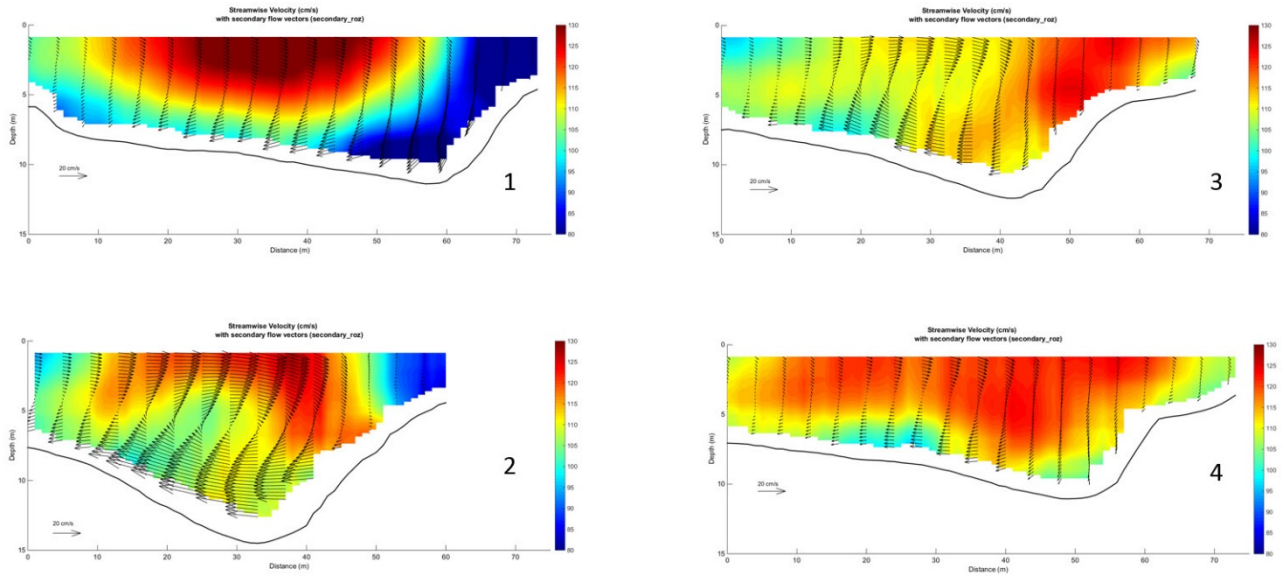 Streamwise Velocity (cm/s)
with secondary flow vectors (secondary_roz)
0
5
10
15
Depth (m)
20 cm/s
1
0 10 20 30 40 50 60 70
Distance (m)
130
125
120
115
110
105
100
95
90
85
80
Streamwise Velocity (cm/s)
with secondary flow vectors (secondary_roz)
0
5
10
15
Depth (m)
20 cm/s
3
0 10 20 30 40 50 60 70
Distance (m)
130
125
120
115
110
105
100
95
90
85
80
Streamwise Velocity (cm/s)
with secondary flow vectors (secondary_roz)
0
5
10
15
Depth (m)
20 cm/s
2
0 10 20 30 40 50 60 70
Distance (m)
130
125
120
115
110
105
100
95
90
85
80
Streamwise Velocity (cm/s)
with secondary flow vectors (secondary_roz)
0
5
10
15
Depth (m)
20 cm/s
4
0 10 20 30 40 50 60 70
Distance (m)
130
125
120
115
110
105
100
95
90
85
80